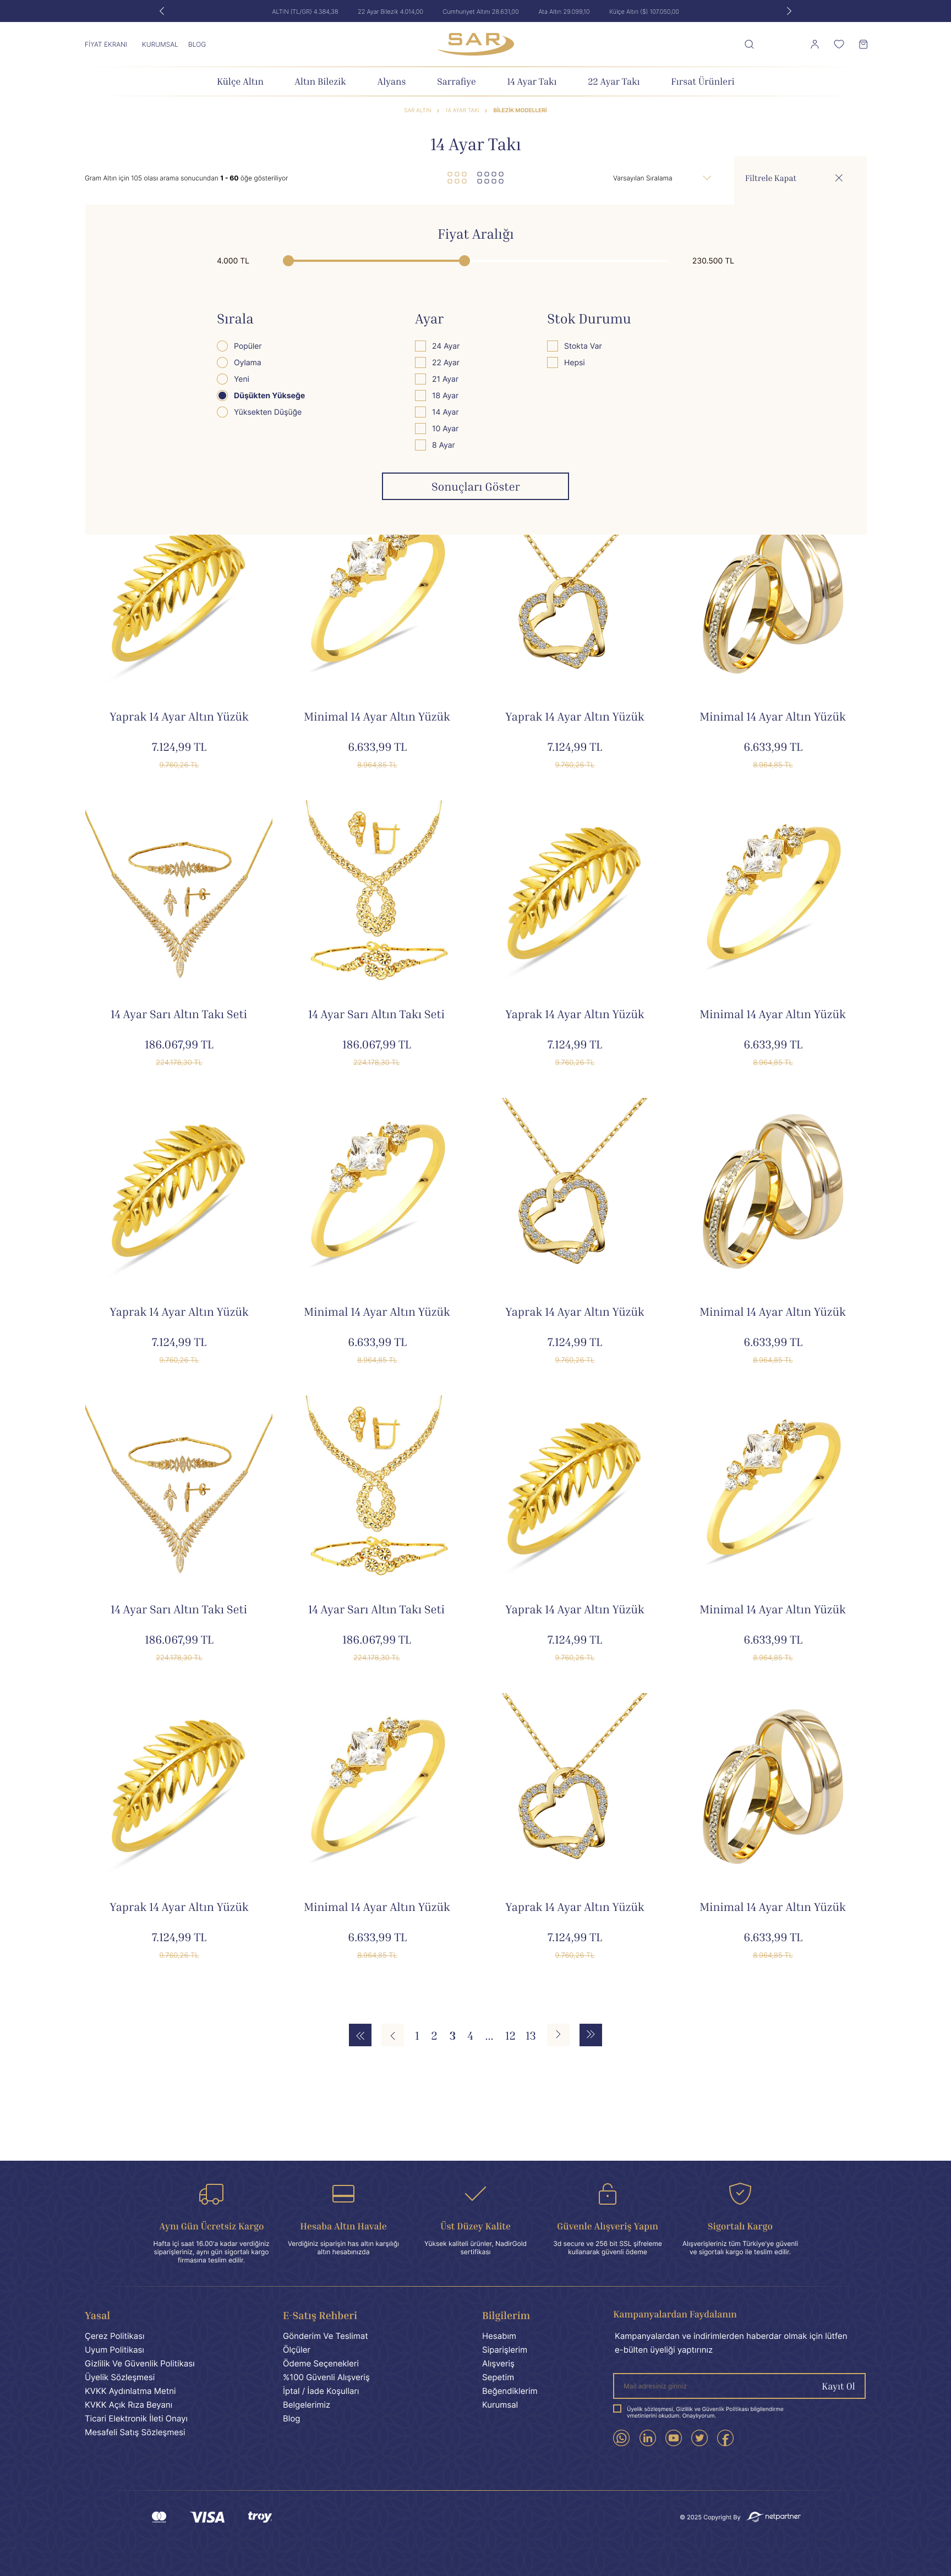 ALTIN (TL/GR) 4.384,38 22 Ayar Bilezik 4.014,00 Cumhuriyet Altını 28.831,00 Ata Altın 29.099,10 Külçe Altın ($) 107.050,00
FİYAT EKRANI KURUMSAL BLOG
SAR
Külçe Altın Altın Bilezik Alyans Sarrafiye 14 Ayar Takı 22 Ayar Takı Fırsat Ürünleri
SAR ALTIN 14 AYAR TAKI BİLEZİK MODELLERİ
14 Ayar Takı
Gram Altın için 105 olası arama sonucundan 1 - 60 öğe gösteriliyor
Varsayılan Sıralama
Filtrele Kapat
Fiyat Aralığı
4.000 TL 230.500 TL
Sırala
Popüler
Oylama
Yeni
Düşükten Yükseğe
Yüksekten Düşüğe
Ayar
24 Ayar
22 Ayar
21 Ayar
18 Ayar
14 Ayar
10 Ayar
8 Ayar
Stok Durumu
Stokta Var
Hepsi
Sonuçları Göster
Yaprak 14 Ayar Altın Yüzük Minimal 14 Ayar Altın Yüzük Yaprak 14 Ayar Altın Yüzük Minimal 14 Ayar Altın Yüzük
7.124,99 TL 6.633,99 TL 7.124,99 TL 6.633,99 TL
9.760,26 TL 8.964,85 TL 9.760,26 TL 8.964,85 TL
14 Ayar Sarı Altın Takı Seti 14 Ayar Sarı Altın Takı Seti Yaprak 14 Ayar Altın Yüzük Minimal 14 Ayar Altın Yüzük
186.067,99 TL 186.067,99 TL 7.124,99 TL 6.633,99 TL
224.178,30 TL 224.178,30 TL 9.760,26 TL 8.964,85 TL
Yaprak 14 Ayar Altın Yüzük Minimal 14 Ayar Altın Yüzük Yaprak 14 Ayar Altın Yüzük Minimal 14 Ayar Altın Yüzük
7.124,99 TL 6.633,99 TL 7.124,99 TL 6.633,99 TL
9.760,26 TL 8.964,85 TL 9.760,26 TL 8.964,85 TL
14 Ayar Sarı Altın Takı Seti 14 Ayar Sarı Altın Takı Seti Yaprak 14 Ayar Altın Yüzük Minimal 14 Ayar Altın Yüzük
186.067,99 TL 186.067,99 TL 7.124,99 TL 6.633,99 TL
224.178,30 TL 224.178,30 TL 9.760,26 TL 8.964,85 TL
Yaprak 14 Ayar Altın Yüzük Minimal 14 Ayar Altın Yüzük Yaprak 14 Ayar Altın Yüzük Minimal 14 Ayar Altın Yüzük
7.124,99 TL 6.633,99 TL 7.124,99 TL 6.633,99 TL
9.760,26 TL 8.964,85 TL 9.760,26 TL 8.964,85 TL
1 2 3 4 ... 12 13
Aynı Gün Ücretsiz Kargo
Hafta içi saat 16.00'a kadar verdiğiniz
siparişleriniz, aynı gün sigortalı kargo
firmasına teslim edilir.
Hesaba Altın Havale
Verdiğiniz siparişin has altın karşılığı
altın hesabınızda
Üst Düzey Kalite
Yüksek kaliteli ürünler, NadirGold
sertifikası
Güvenle Alışveriş Yapın
3d secure ve 256 bit SSL şifreleme
kullanarak güvenli ödeme
Sigortalı Kargo
Alışverişleriniz tüm Türkiye'ye güvenli
ve sigortalı kargo ile teslim edilir.
Yasal
Çerez Politikası
Uyum Politikası
Gizlilik Ve Güvenlik Politikası
Üyelik Sözleşmesi
KVKK Aydınlatma Metni
KVKK Açık Rıza Beyanı
Ticari Elektronik İleti Onayı
Mesafeli Satış Sözleşmesi
E-Satış Rehberi
Gönderim Ve Teslimat
Ölçüler
Ödeme Seçenekleri
%100 Güvenli Alışveriş
İptal / İade Koşulları
Belgelerimiz
Blog
Bilgilerim
Hesabım
Siparişlerim
Alışveriş
Sepetim
Beğendiklerim
Kurumsal
Kampanyalardan Faydalanın
Kampanyalardan ve indirimlerden haberdar olmak için lütfen
e-bülten üyeliği yaptırınız
Mail adresiniz giriniz Kayıt Ol
Üyelik sözleşmesi, Gizlilik ve Güvenlik Politikası bilgilendirme
vmetinlerini okudum. Onaykyorum.
VISA troy
© 2025 Copyright By netpartner